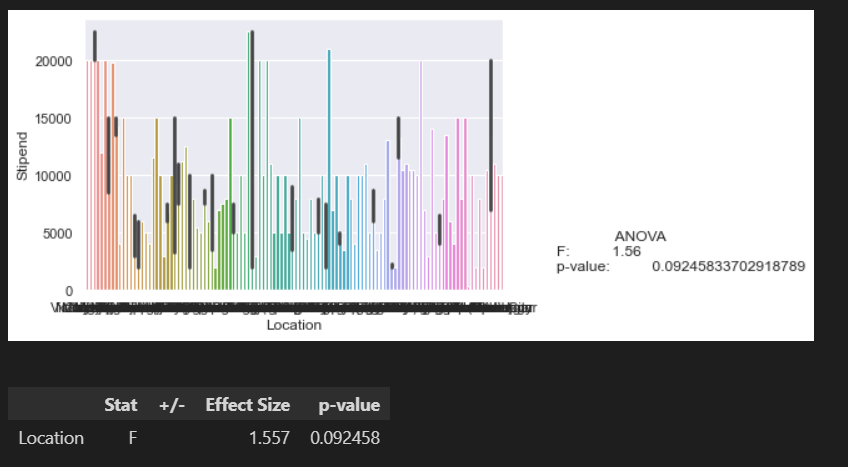 20000
15000
10000
5000
0
Stipend
Location
ANOVA
F: 1.56
p-value: 0.09245833702918789
Stat +/- Effect Size p-value
Location F 1.557 0.092458